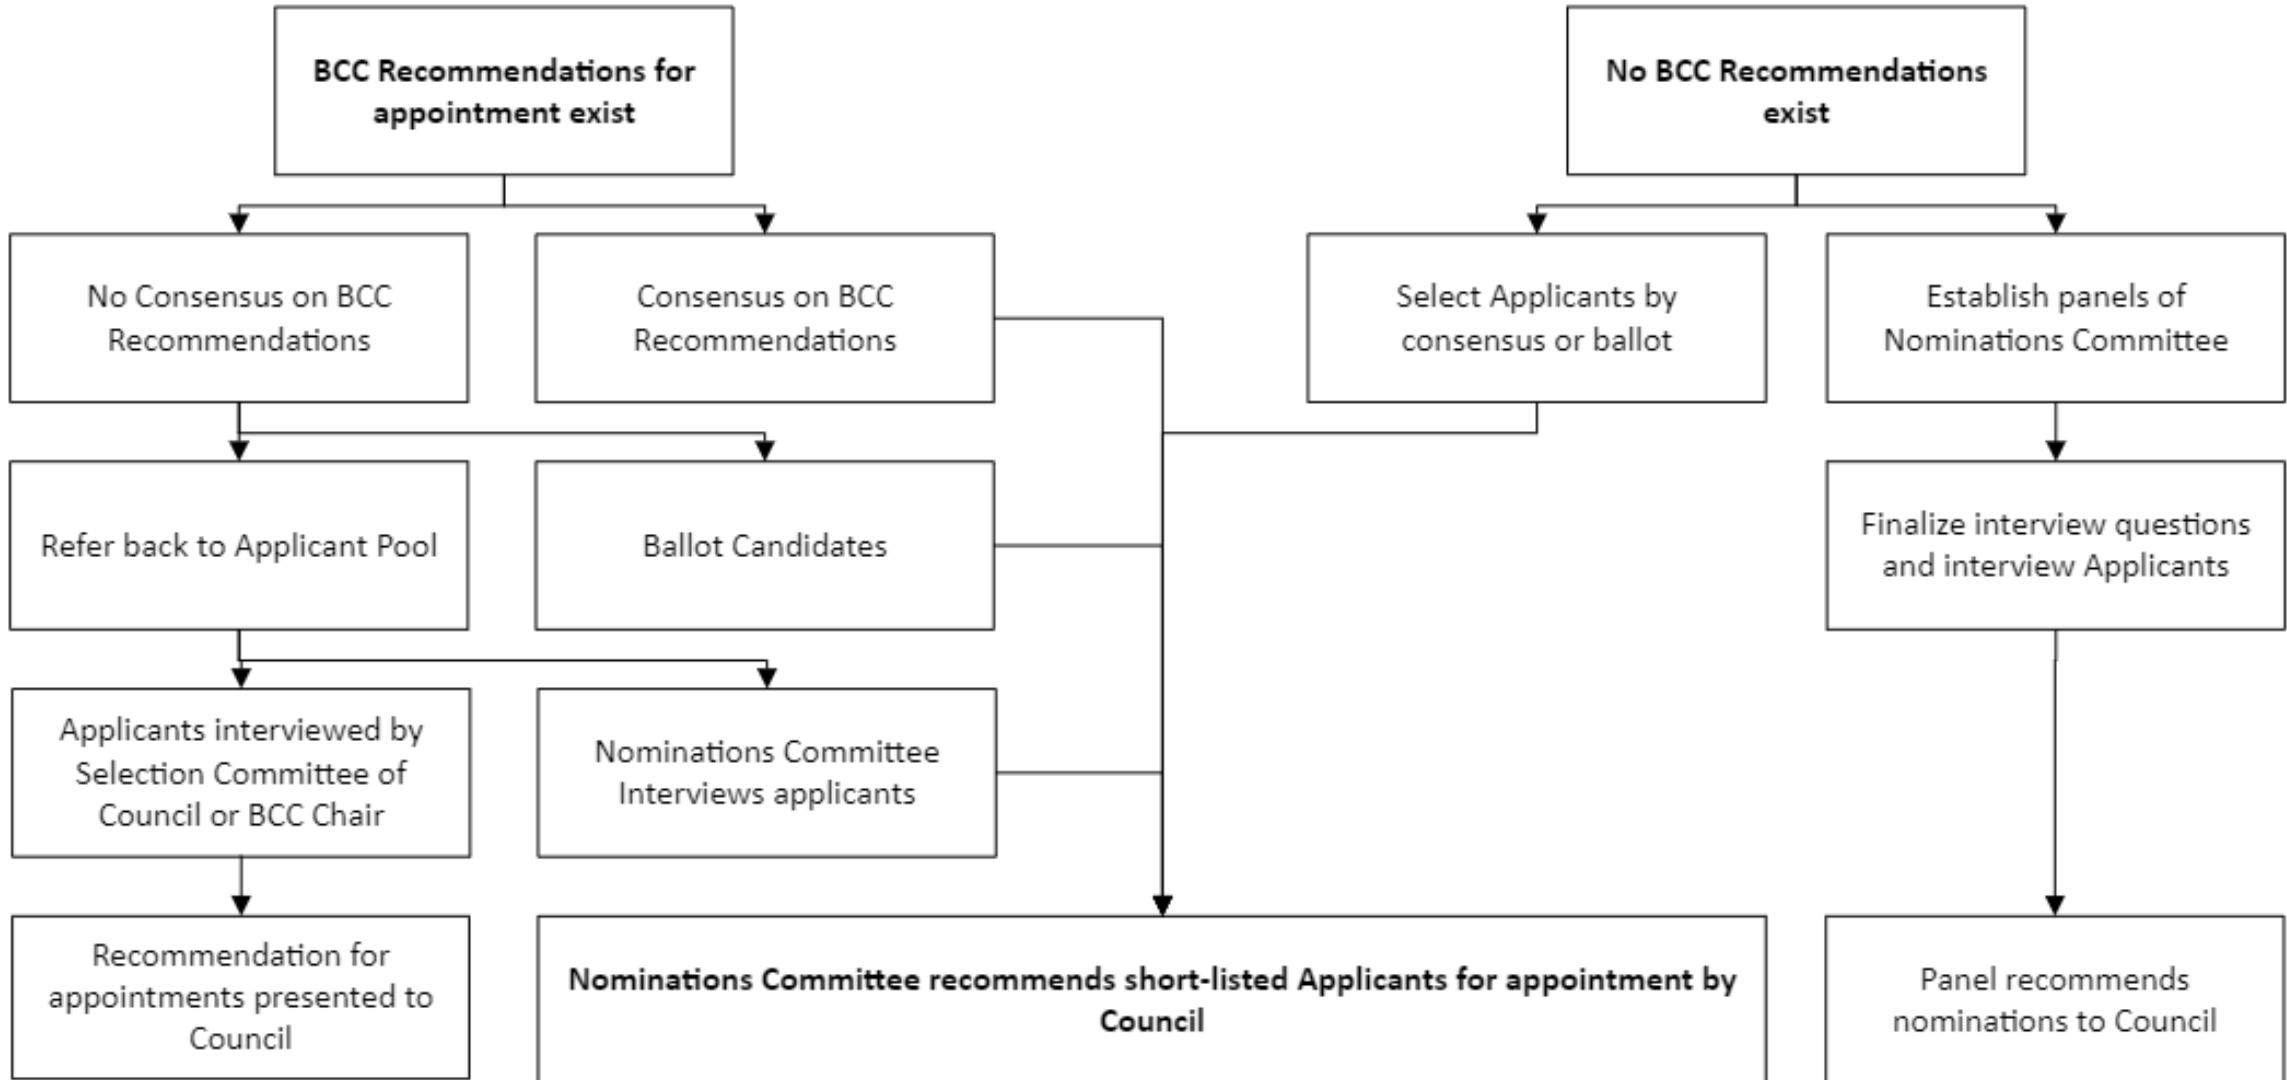 BCC Recommendations for
appointment exist
No BCC Recommendations
exist
No Consensus on BCC
Recommendations
Consensus on BCC
Recommendations
Select Applicants by
consensus or ballot
Establish panels of
Nominations Committee
Refer back to Applicant Pool
Ballot Candidates
Finalize interview questions
and interview Applicants
Applicants interviewed by
Selection Committee of
Council or BCC Chair
Nominations Committee
Interviews applicants
Recommendation for
appointments presented to
Council
Nominations Committee recommends short-listed Applicants for appointment by
Council
Panel recommends
nominations to Council